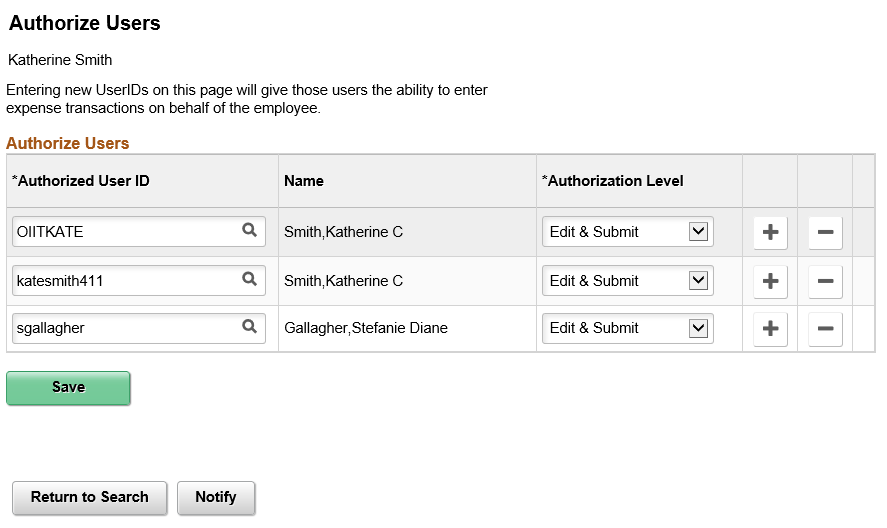 Authorize Users
Katherine Smith
Entering new UserIDs on this page will give those users the ability to enter
expense transactions on behalf of the employee.
Authorize Users
*Authorized User ID Name *Authorization Level
OIITKATE Smith,Katherine C Edit & Submit
katesmith411 Smith,Katherine C Edit & Submit
sgallagher Gallagher,Stefanie Diane Edit & Submit
Save
Return to Search Notify